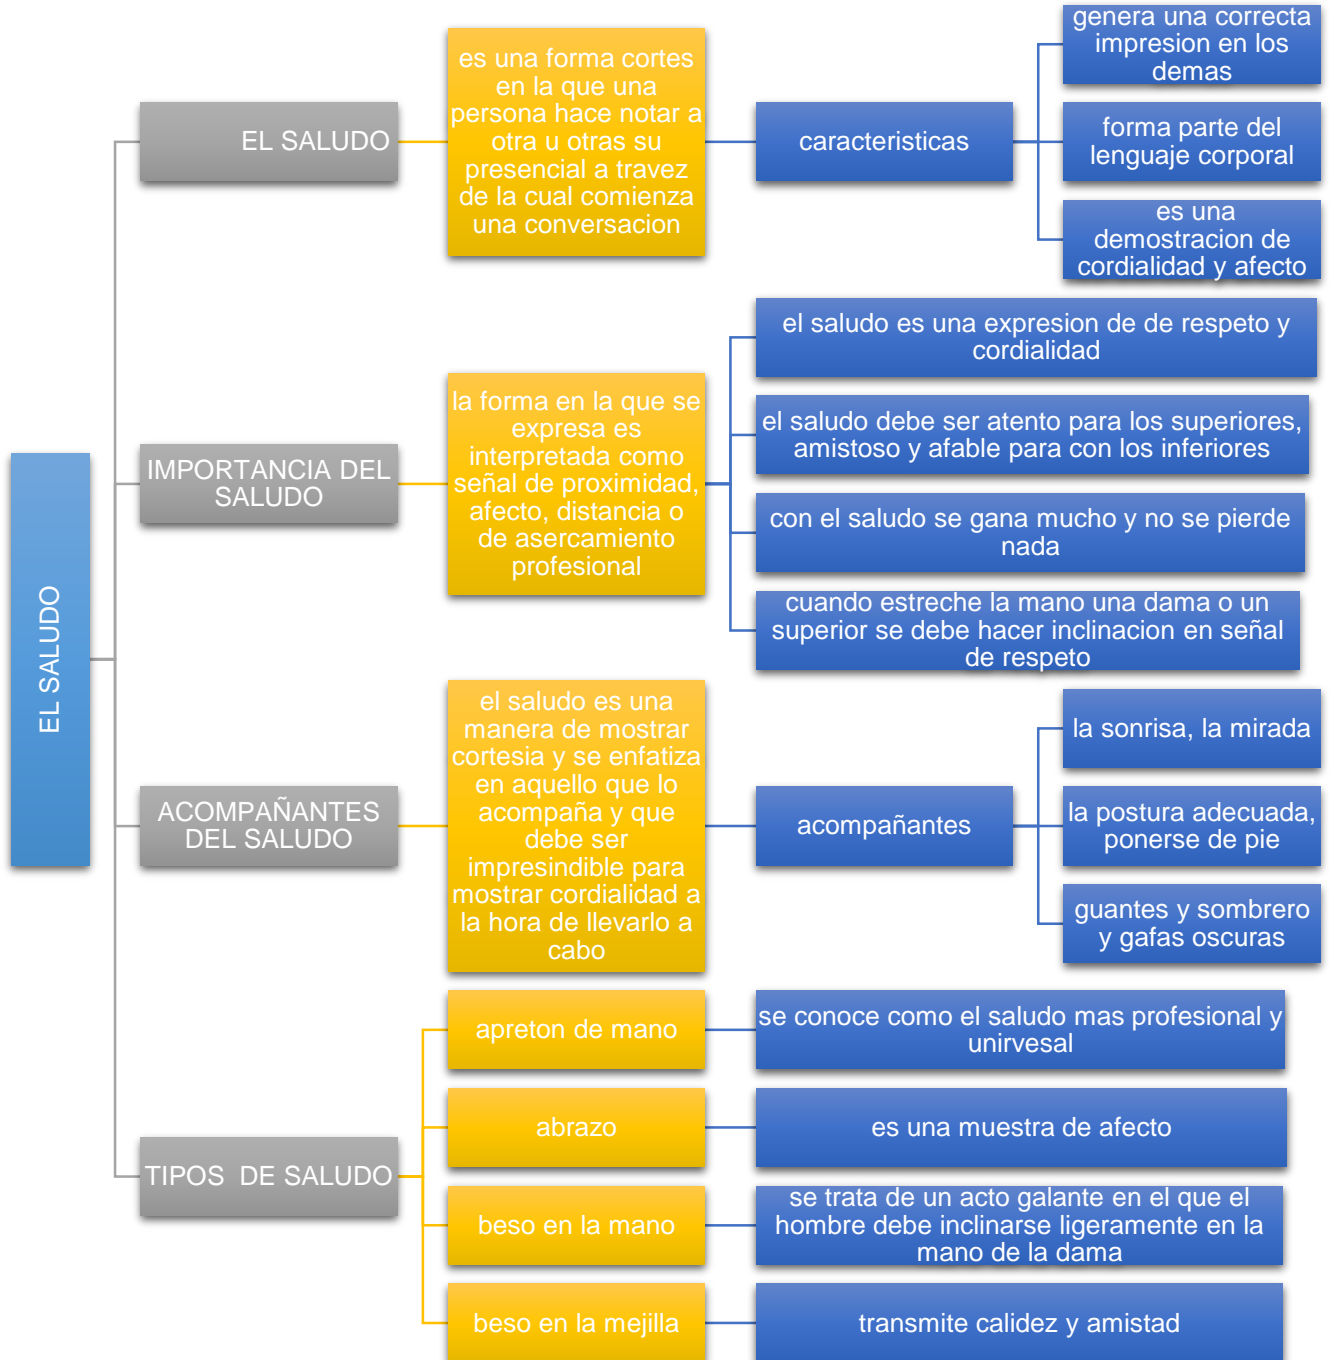 EL SALUDO
EL SALUDO
es una forma cortes
en la que una
persona hace notar a
otra u otras su
presencial a travez
de la cual comienza
una conversacion
caracteristicas
genera una correcta
impresion en los
demas
forma parte del
lenguaje corporal
es una
demostracion de
cordialidad y afecto
IMPORTANCIA DEL
SALUDO
la forma en la que se
expresa es
interpretada como
señal de proximidad,
afecto, distancia o
de asercamiento
profesional
el saludo es una expresion de de respeto y
cordialidad
el saludo debe ser atento para los superiores,
amistoso y afable para con los inferiores
con el saludo se gana mucho y no se pierde
nada
cuando estreche la mano una dama o un
superior se debe hacer inclinacion en señal
de respeto
ACOMPAÑANTES
DEL SALUDO
el saludo es una
manera de mostrar
cortesia y se enfatiza
en aquello que lo
acompaña y que
debe ser
impresindible para
mostrar cordialidad a
la hora de llevarlo a
cabo
acompañantes
la sonrisa, la mirada
la postura adecuada,
ponerse de pie
guantes y sombrero
y gafas oscuras
TIPOS  DE SALUDO
apreton de mano
se conoce como el saludo mas profesional y
unirvesal
abrazo
es una muestra de afecto
beso en la mano
se trata de un acto galante en el que el
hombre debe inclinarse ligeramente en la
mano de la dama
beso en la mejilla
transmite calidez y amistad